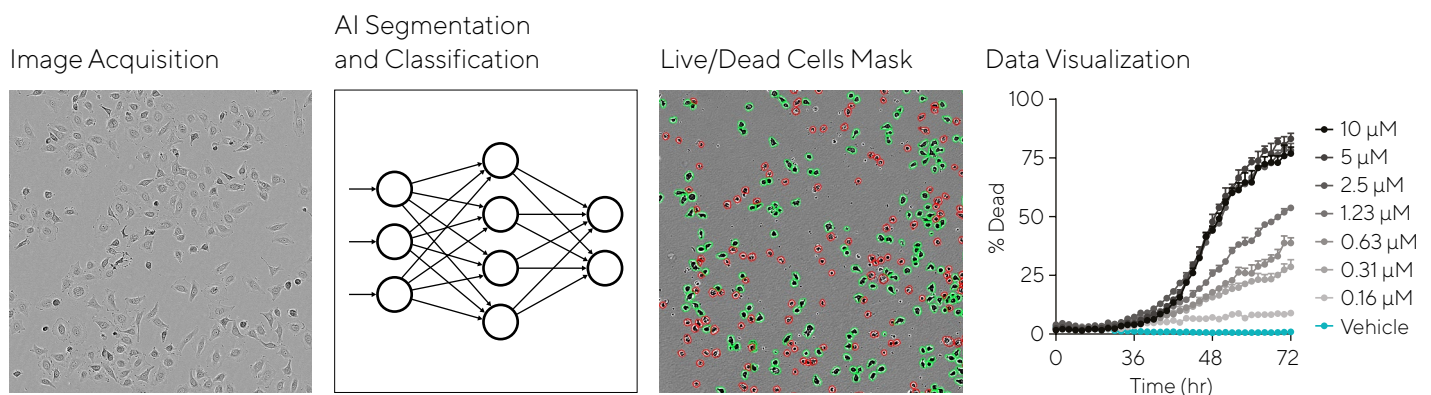 Image Acquisition
AI Segmentation
and Classification
Live/Dead Cells Mask
Data Visualization
100
75
50
25
0
% Dead
0
36
48
72
Time (hr)
10 µM
5 µM
2.5 µM
1.23 µM
0.63 µM
0.31 µM
0.16 µM
Vehicle